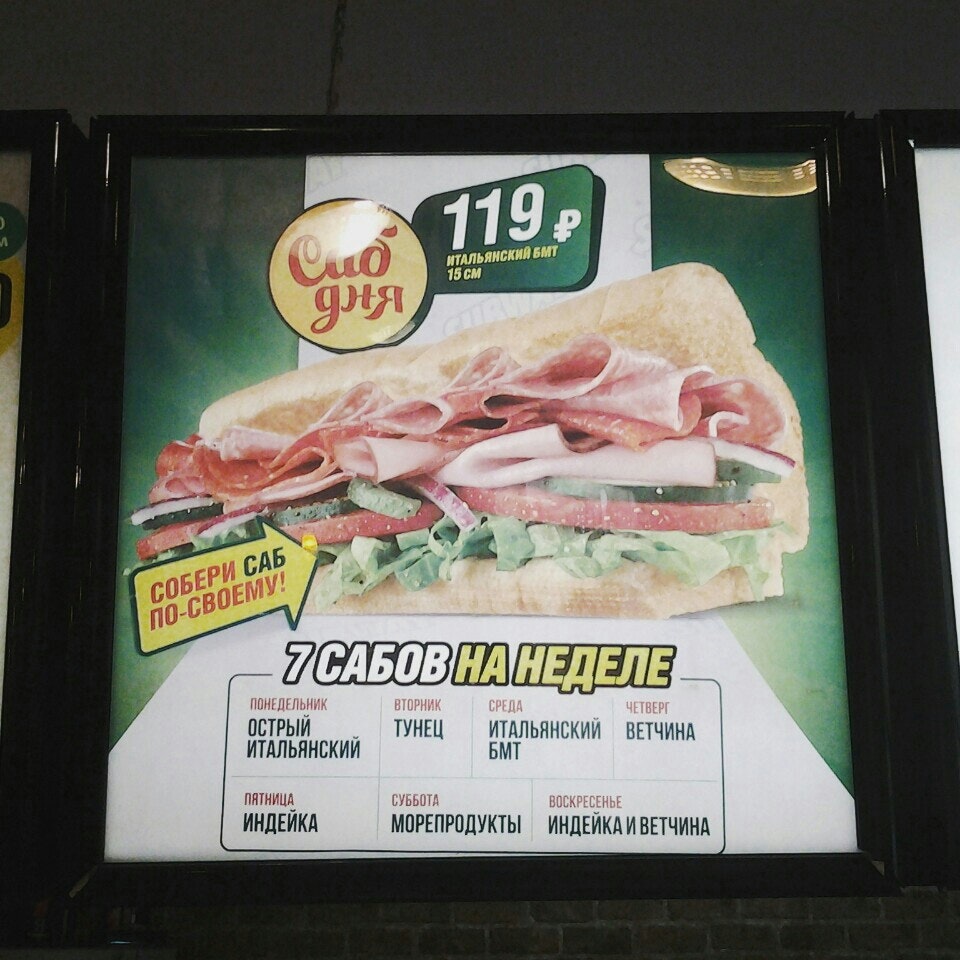 Саб
дня
119 ₽
ИТАЛЬЯНСКИЙ БМТ
15 СМ
СОБЕРИ САБ
ПО-СВОЕМУ!
7 САБОВ НА НЕДЕЛЕ
ПОНЕДЕЛЬНИК
ОСТРЫЙ
ИТАЛЬЯНСКИЙ
ВТОРНИК
ТУНЕЦ
СРЕДА
ИТАЛЬЯНСКИЙ
БМТ
ЧЕТВЕРГ
ВЕТЧИНА
ПЯТНИЦА
ИНДЕЙКА
СУББОТА
МОРЕПРОДУКТЫ
ВОСКРЕСЕНЬЕ
ИНДЕЙКА И ВЕТЧИНА